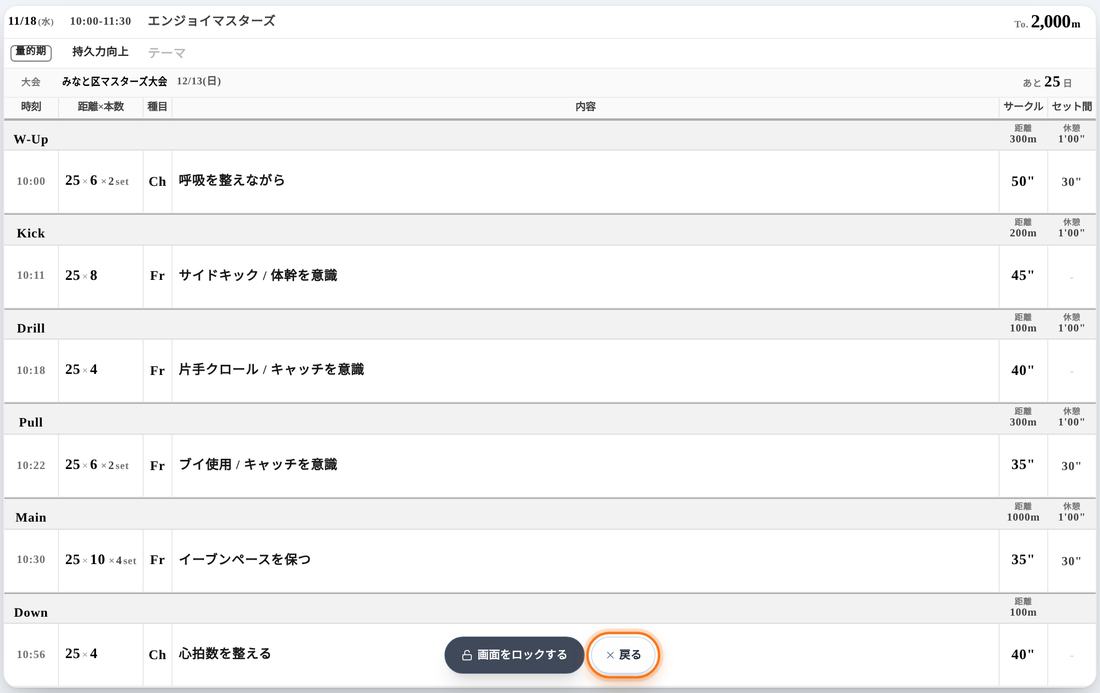 11/18(水) 10:00-11:30 エンジョイマスターズ To. 2,000m
量的期 持久力向上 テーマ
大会 みなと区マスターズ大会 12/13(日) あと 25 日
時刻 距離×本数 種目 内容 サークル セット間
W-Up 距離 300m 休憩 1'00"
10:00 25×6 ×2set Ch 呼吸を整えながら 50" 30"
Kick 距離 200m 休憩 1'00"
10:11 25×8 Fr サイドキック / 体幹を意識 45" -
Drill 距離 100m 休憩 1'00"
10:18 25×4 Fr 片手クロール / キャッチを意識 40" -
Pull 距離 300m 休憩 1'00"
10:22 25×6 ×2set Fr ブイ使用 / キャッチを意識 35" 30"
Main 距離 1000m 休憩 1'00"
10:30 25×10 ×4set Fr イーブンペースを保つ 35" 30"
Down 距離 100m
10:56 25×4 Ch 心拍数を整える 40" -
画面をロックする × 戻る